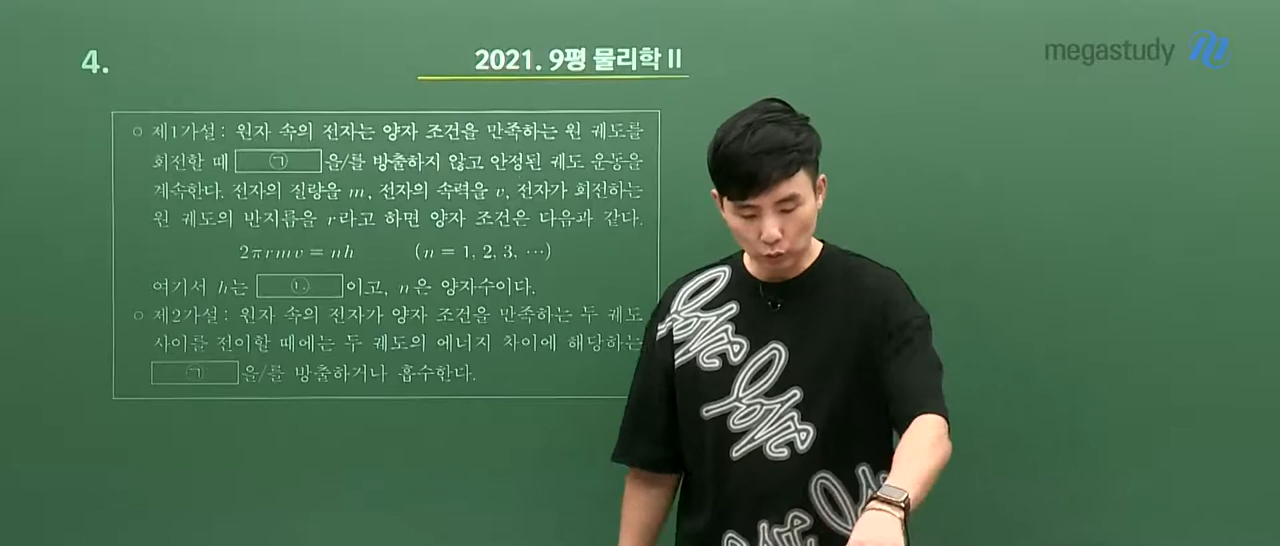 4.
2021. 9평 물리학 II
megastudy
○ 제1가설 : 원자 속의 전자는 양자 조건을 만족하는 원 궤도를
회전할 때 ㉠ 을/를 방출하지 않고 안정된 궤도 운동을
계속한다. 전자의 질량을 m, 전자의 속력을 v, 전자가 회전하는
원 궤도의 반지름을 r라고 하면 양자 조건은 다음과 같다.
2πrmv = nh (n = 1, 2, 3, ⋯)
여기서 h는 ㉡ 이고, n은 양자수이다.
○ 제2가설 : 원자 속의 전자가 양자 조건을 만족하는 두 궤도
사이를 전이할 때에는 두 궤도의 에너지 차이에 해당하는
㉠ 을/를 방출하거나 흡수한다.